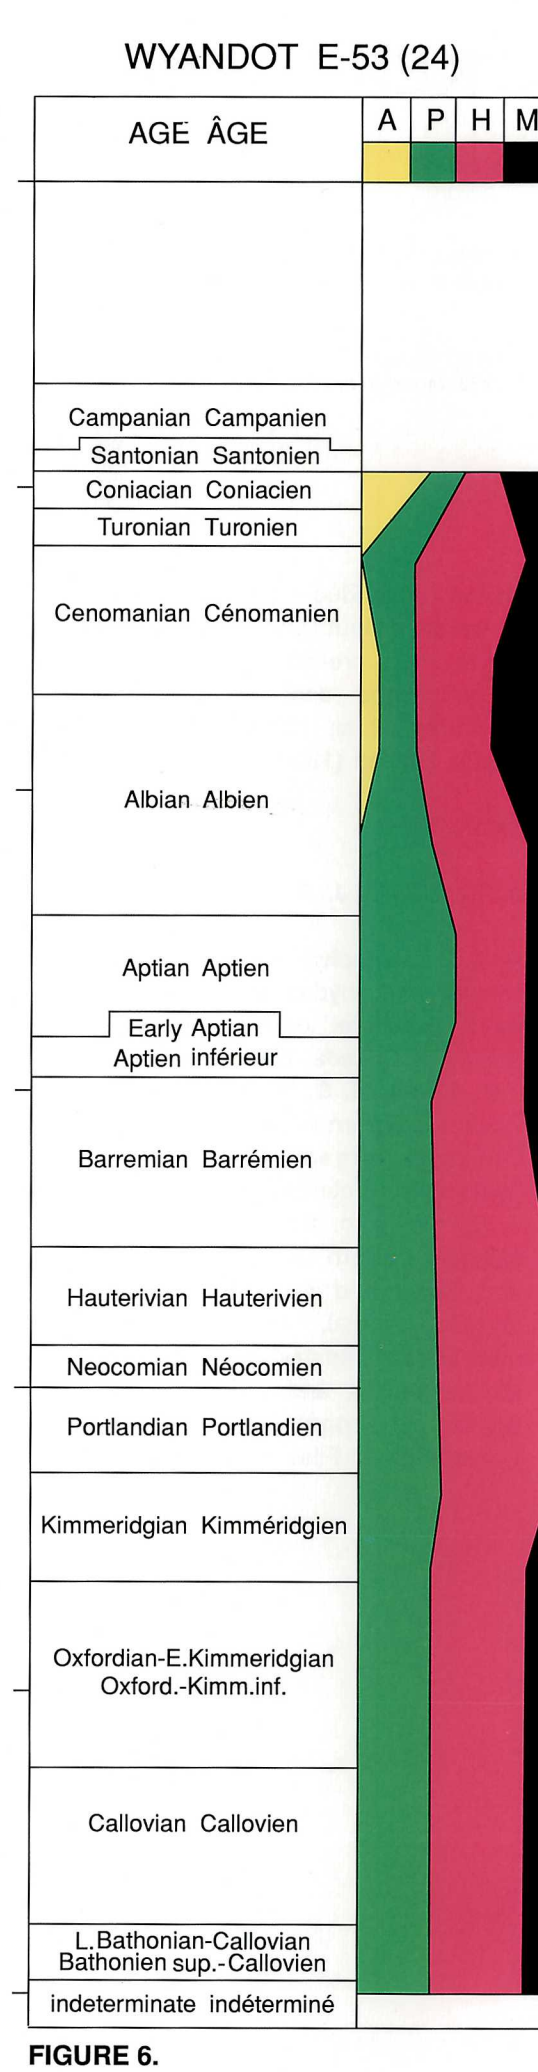 WYANDOT E-53 (24)
AGE ÂGE
A P H M
Campanian Campanien
Santonian Santonien
Coniacian Coniacien
Turonian Turonien
Cenomanian Cénomanien
Albian Albien
Aptian Aptien
Early Aptian
Aptien inférieur
Barremian Barrémien
Hauterivian Hauterivien
Neocomian Néocomien
Portlandian Portlandien
Kimmeridgian Kimméridgien
Oxfordian-E.Kimmeridgian
Oxford.-Kimm.inf.
Callovian Callovien
L.Bathonian-Callovian
Bathonien sup.-Callovien
indeterminate indéterminé
FIGURE 6.